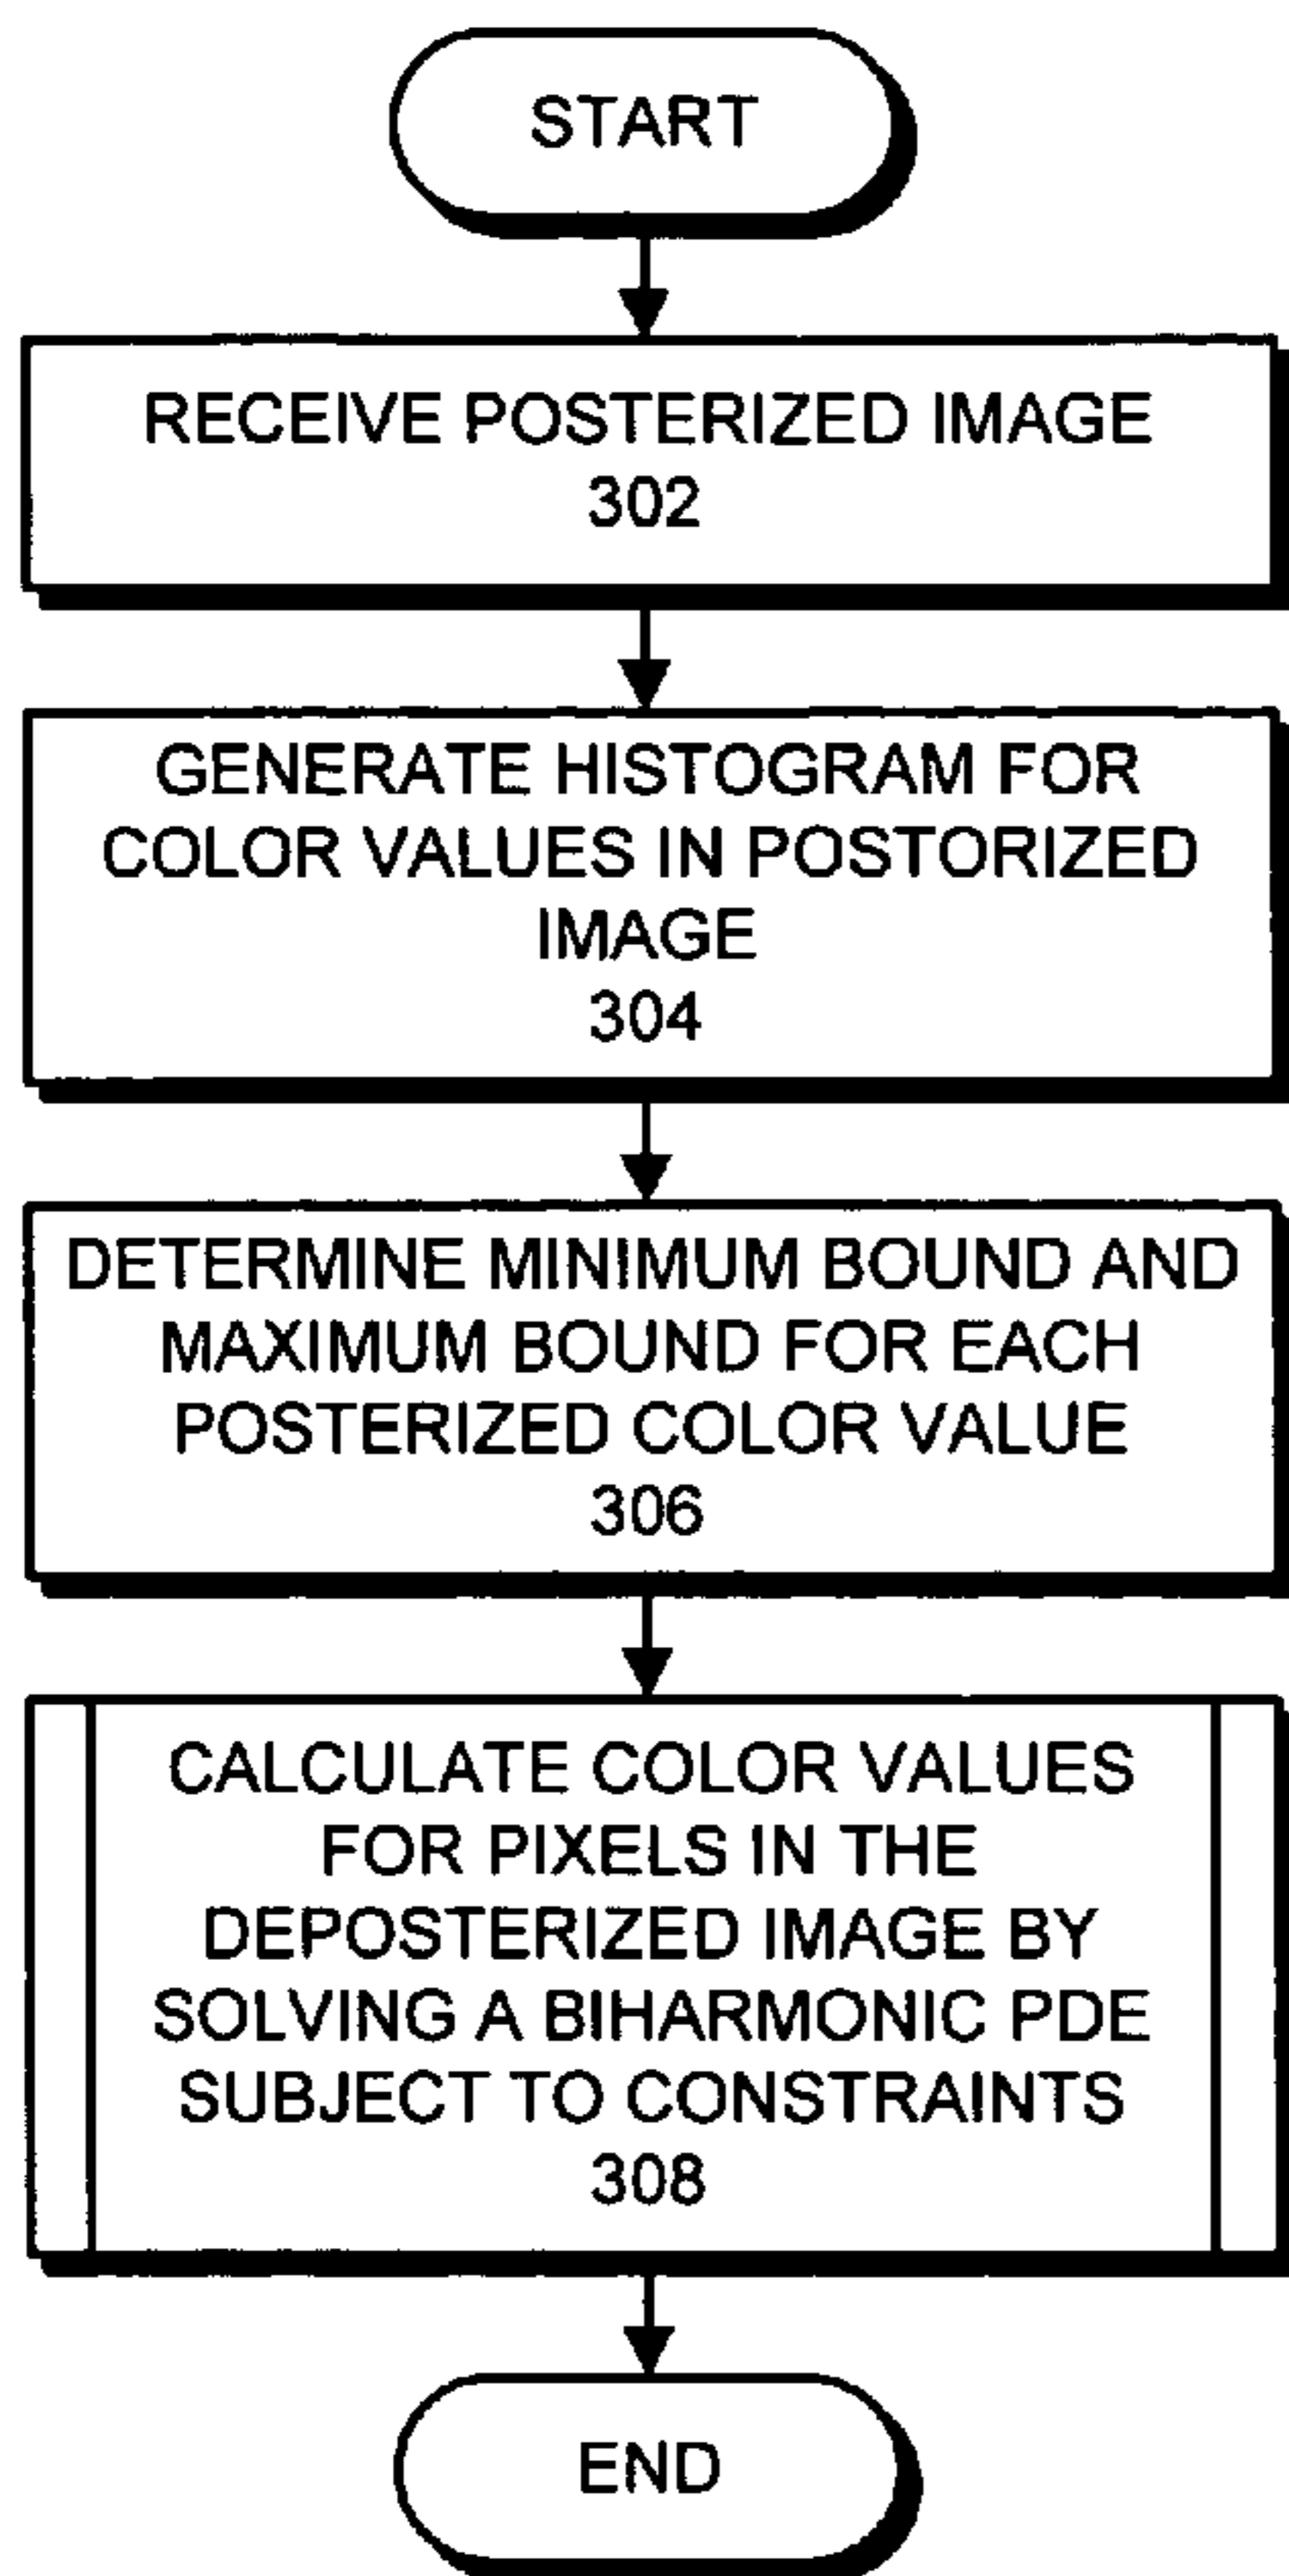 START
RECEIVE POSTERIZED IMAGE
302
GENERATE HISTOGRAM FOR
COLOR VALUES IN POSTORIZED
IMAGE
304
DETERMINE MINIMUM BOUND AND
MAXIMUM BOUND FOR EACH
POSTERIZED COLOR VALUE
306
CALCULATE COLOR VALUES
FOR PIXELS IN THE
DEPOSTERIZED IMAGE BY
SOLVING A BIHARMONIC PDE
SUBJECT TO CONSTRAINTS
308
END